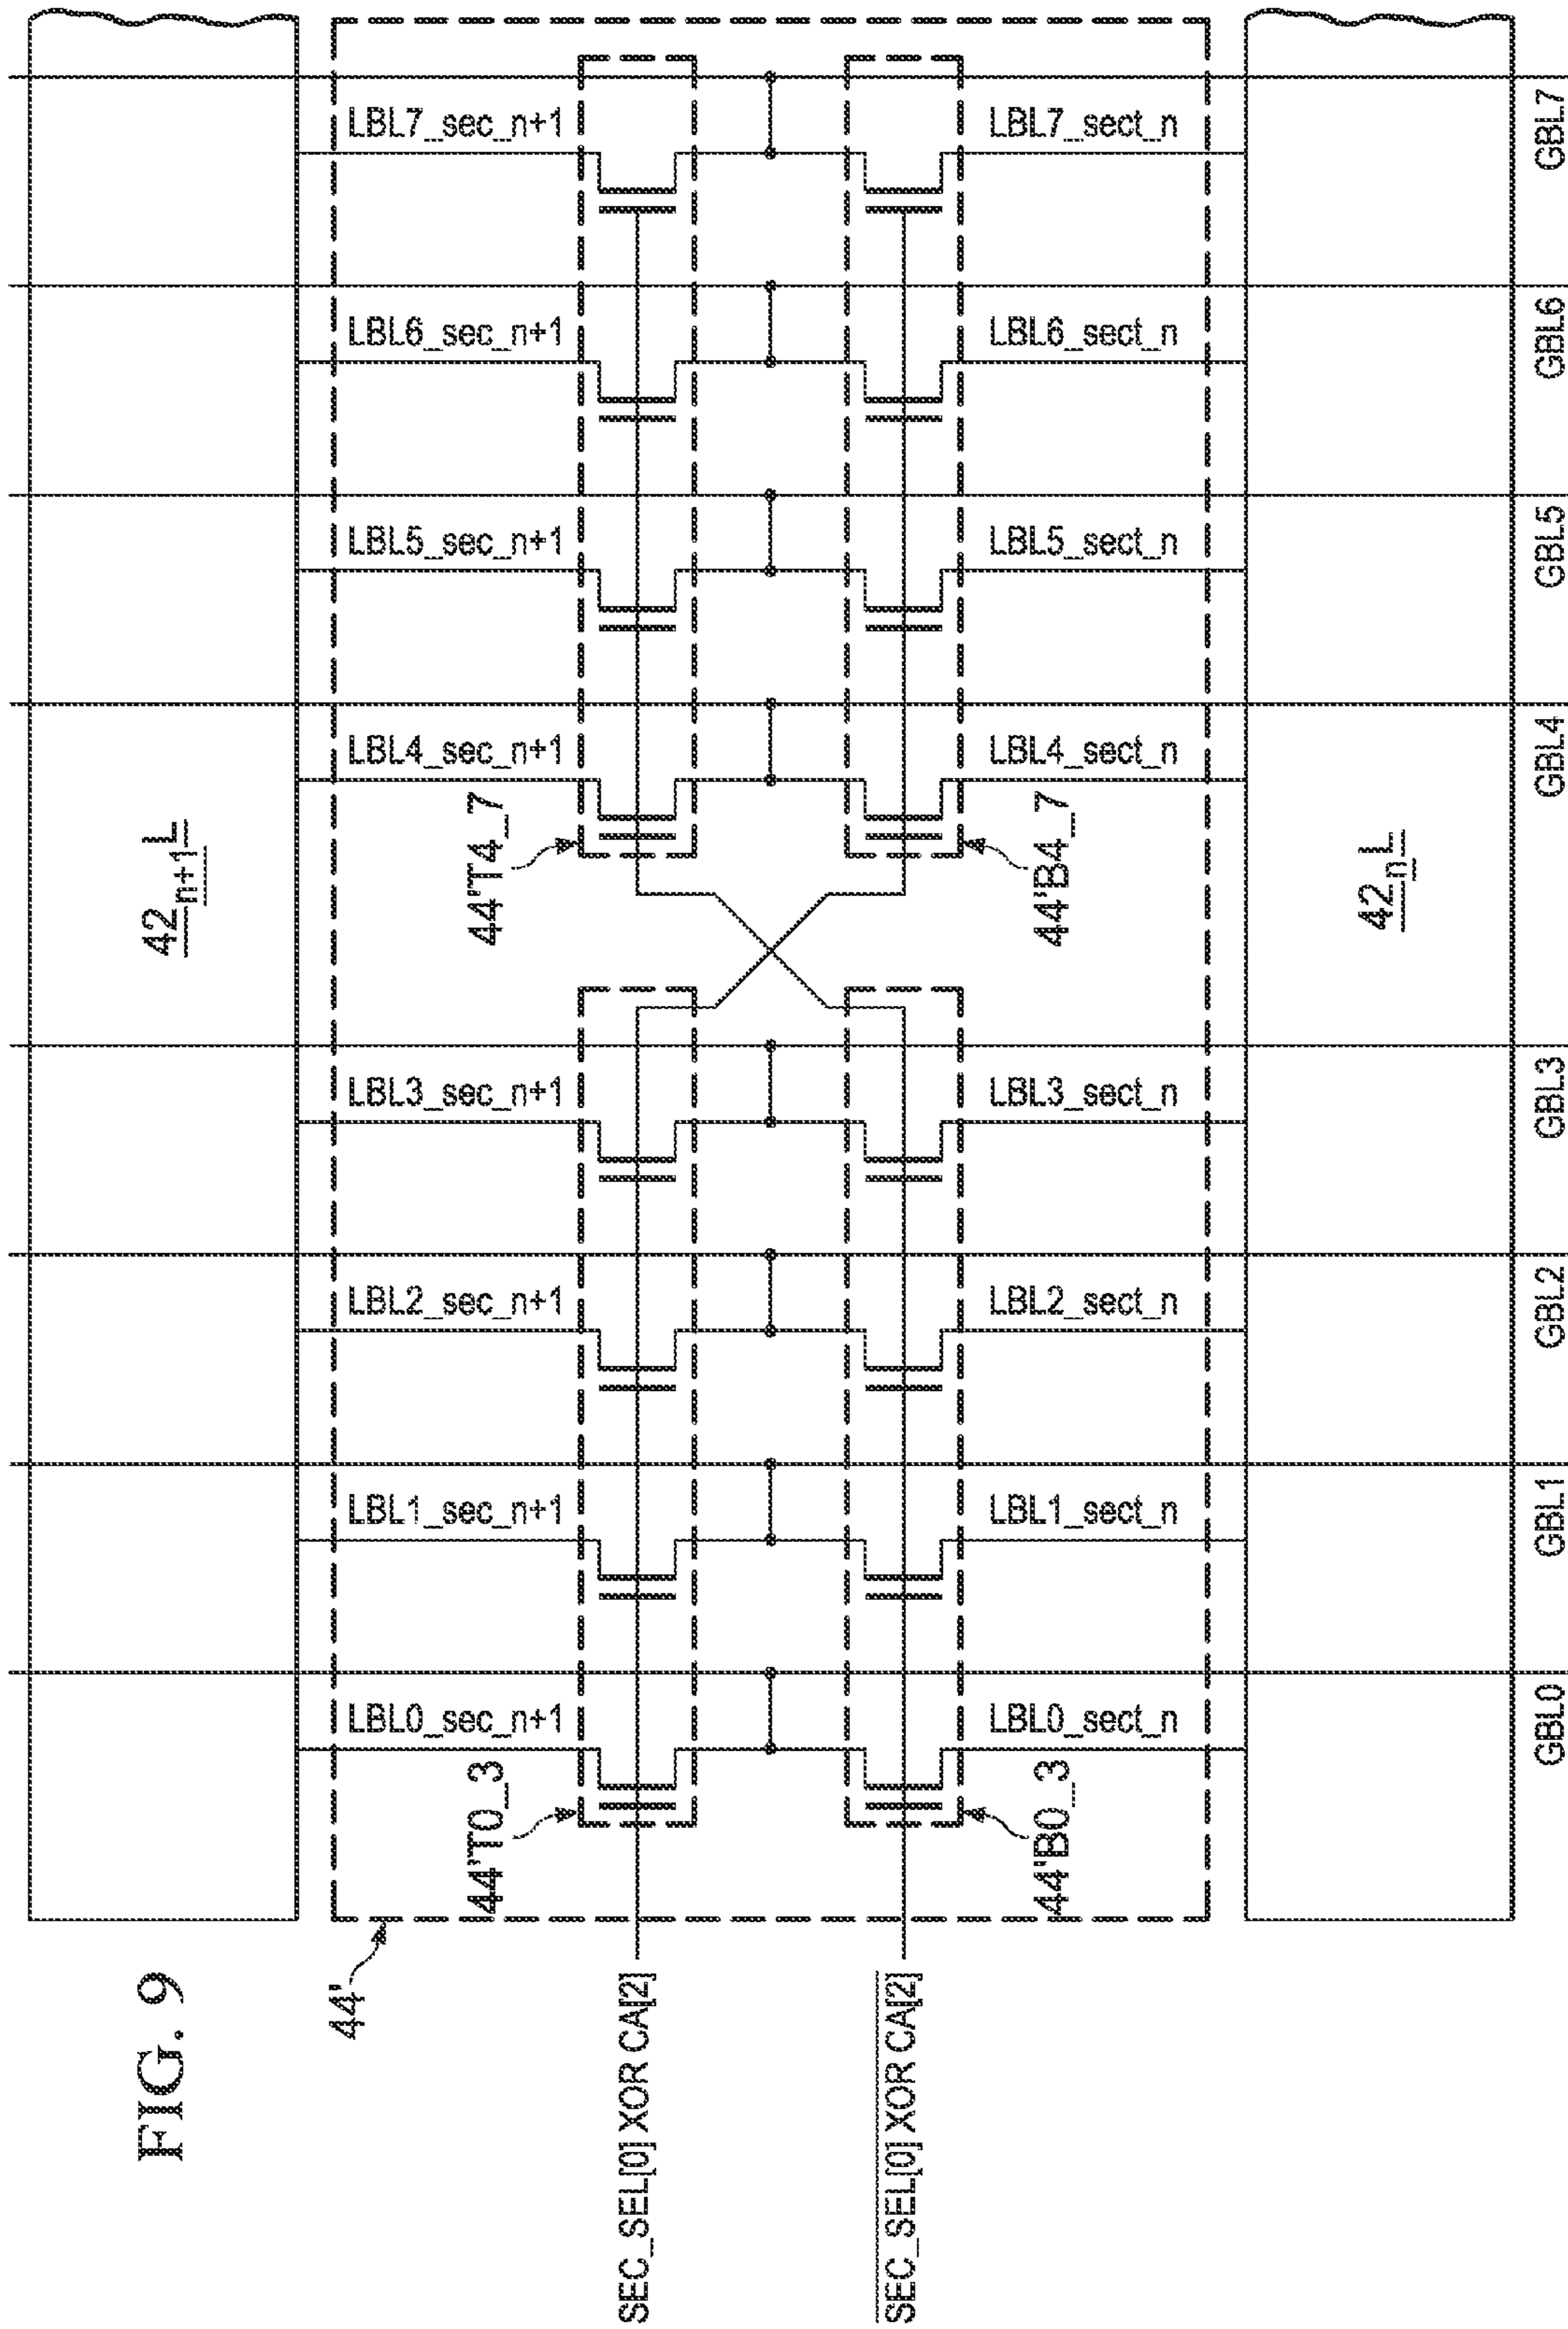 FIG. 9
42n+1L
44'
LBL0_sec_n+1
LBL1_sec_n+1
LBL2_sec_n+1
LBL3_sec_n+1
LBL4_sec_n+1
LBL5_sec_n+1
LBL6_sec_n+1
LBL7_sec_n+1
44'T0_3
44'T4_7
SEC_SEL[0] XOR CA[2]
SEC_SEL[0] XOR CA[2]
44'B0_3
44'B4_7
LBL0_sect_n
LBL1_sect_n
LBL2_sect_n
LBL3_sect_n
LBL4_sect_n
LBL5_sect_n
LBL6_sect_n
LBL7_sect_n
42nL
GBL0
GBL1
GBL2
GBL3
GBL4
GBL5
GBL6
GBL7